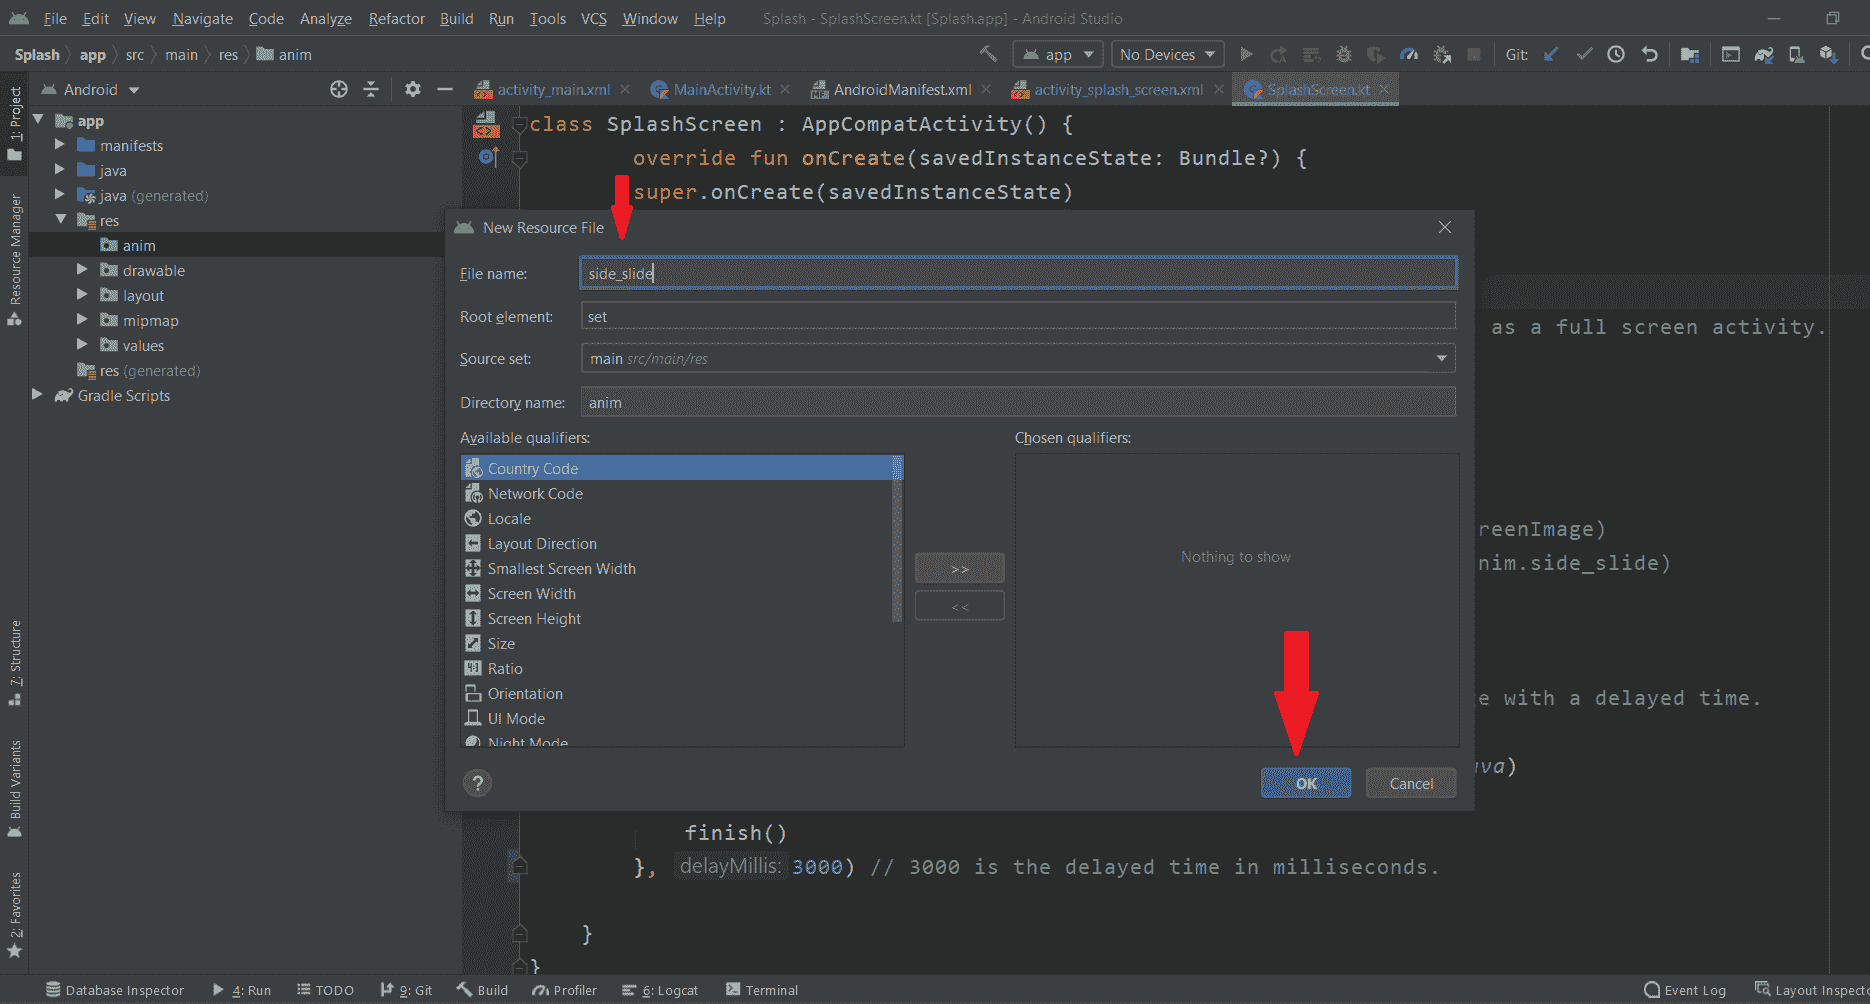 File Edit View Navigate Code Analyze Refactor Build Run Tools VCS Window Help Splash - SplashScreen.kt [Splash.app] - Android Studio
Splash app src main res anim app No Devices Git:
Android
activity_main.xml MainActivity.kt AndroidManifest.xml activity_splash_screen.xml SplashScreen.kt
1: Project
Resource Manager
7: Structure
Build Variants
2: Favorites
app
manifests
java
java (generated)
res
anim
drawable
layout
mipmap
values
res (generated)
Gradle Scripts
class SplashScreen : AppCompatActivity() {
override fun onCreate(savedInstanceState: Bundle?) {
super.onCreate(savedInstanceState)
as a full screen activity.
reenImage)
nim.side_slide)
e with a delayed time.
ava)
finish()
}, delayMillis: 3000) // 3000 is the delayed time in milliseconds.
}
}
New Resource File
File name: side_slide
Root element: set
Source set: main src/main/res
Directory name: anim
Available qualifiers:
Chosen qualifiers:
Country Code
Network Code
Locale
Layout Direction
Smallest Screen Width
Screen Width
Screen Height
Size
Ratio
Orientation
UI Mode
Night Mode
>>
<<
Nothing to show
?
OK Cancel
Database Inspector 4: Run TODO 9: Git Build Profiler 6: Logcat Terminal Event Log Layout Inspecto